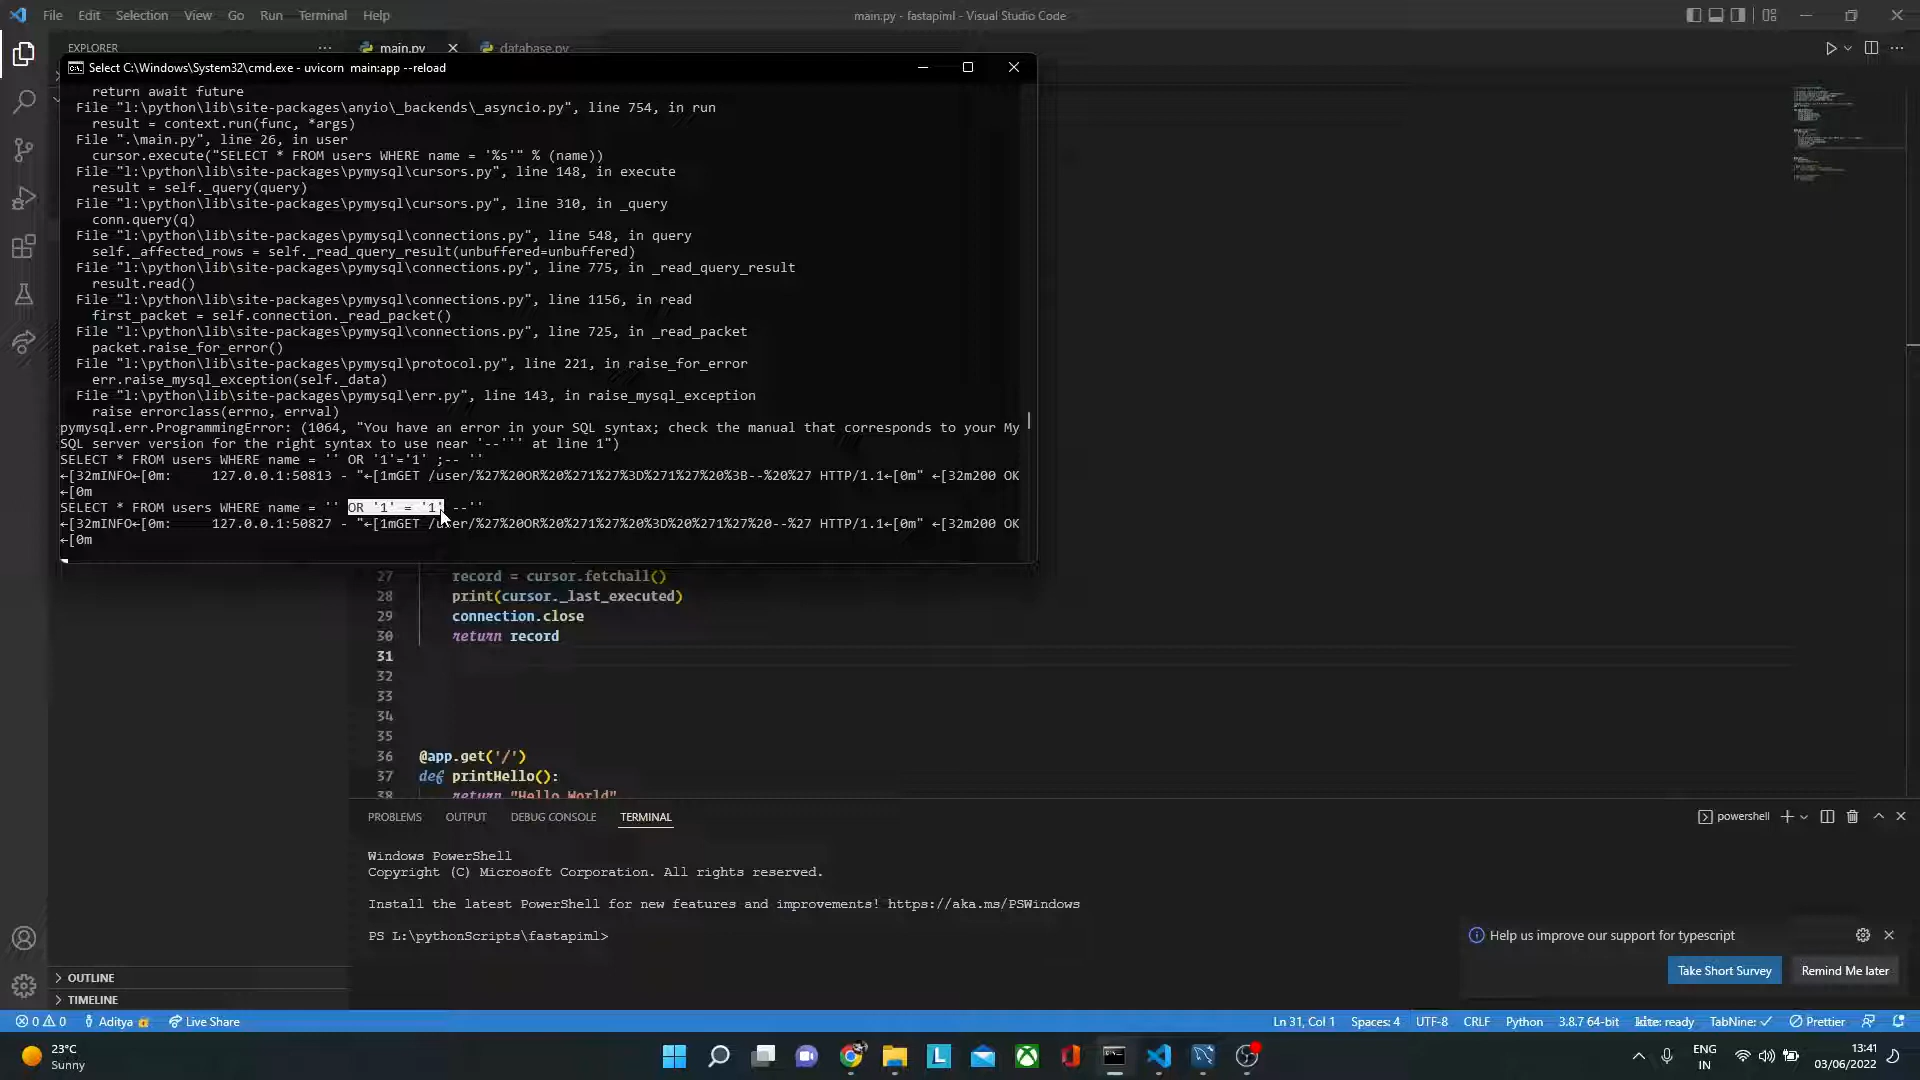 File Edit Selection View Go Run Terminal Help
main.py - fastapiml - Visual Studio Code
EXPLORER
main.py
database.py
Select C:\Windows\System32\cmd.exe - uvicorn  main:app --reload
return await future
File "l:\python\lib\site-packages\anyio\_backends\_asyncio.py", line 754, in run
result = context.run(func, *args)
File ".\main.py", line 26, in user
cursor.execute("SELECT * FROM users WHERE name = '%s'" % (name))
File "l:\python\lib\site-packages\pymysql\cursors.py", line 148, in execute
result = self._query(query)
File "l:\python\lib\site-packages\pymysql\cursors.py", line 310, in _query
conn.query(q)
File "l:\python\lib\site-packages\pymysql\connections.py", line 548, in query
self._affected_rows = self._read_query_result(unbuffered=unbuffered)
File "l:\python\lib\site-packages\pymysql\connections.py", line 775, in _read_query_result
result.read()
File "l:\python\lib\site-packages\pymysql\connections.py", line 1156, in read
first_packet = self.connection._read_packet()
File "l:\python\lib\site-packages\pymysql\connections.py", line 725, in _read_packet
packet.raise_for_error()
File "l:\python\lib\site-packages\pymysql\protocol.py", line 221, in raise_for_error
err.raise_mysql_exception(self._data)
File "l:\python\lib\site-packages\pymysql\err.py", line 143, in raise_mysql_exception
raise errorclass(errno, errval)
pymysql.err.ProgrammingError: (1064, "You have an error in your SQL syntax; check the manual that corresponds to your My
SQL server version for the right syntax to use near '--''' at line 1")
SELECT * FROM users WHERE name = '' OR '1'='1' ;-- ''
←[32mINFO←[0m:     127.0.0.1:50813 - "←[1mGET /user/%27%20OR%20%271%27%3D%271%27%20%3B--%20%27 HTTP/1.1←[0m" ←[32m200 OK
←[0m
SELECT * FROM users WHERE name = '' OR '1' = '1' --''
←[32mINFO←[0m:     127.0.0.1:50827 - "←[1mGET /user/%27%20OR%20%271%27%20%3D%20%271%27%20--%27 HTTP/1.1←[0m" ←[32m200 OK
←[0m
27 record = cursor.fetchall()
28 print(cursor._last_executed)
29 connection.close
30 return record
31
32
33
34
35
36 @app.get('/')
37 def printHello():
38 return "Hello World"
PROBLEMS OUTPUT DEBUG CONSOLE TERMINAL
powershell
Windows PowerShell
Copyright (C) Microsoft Corporation. All rights reserved.
Install the latest PowerShell for new features and improvements! https://aka.ms/PSWindows
PS L:\pythonScripts\fastapiml>
Help us improve our support for typescript
Take Short Survey
Remind Me later
OUTLINE
TIMELINE
0 0 Aditya Live Share
Ln 31, Col 1 Spaces: 4 UTF-8 CRLF Python 3.8.7 64-bit kite: ready TabNine: Prettier
23°C
Sunny
L
ENG
IN
13:41
03/06/2022